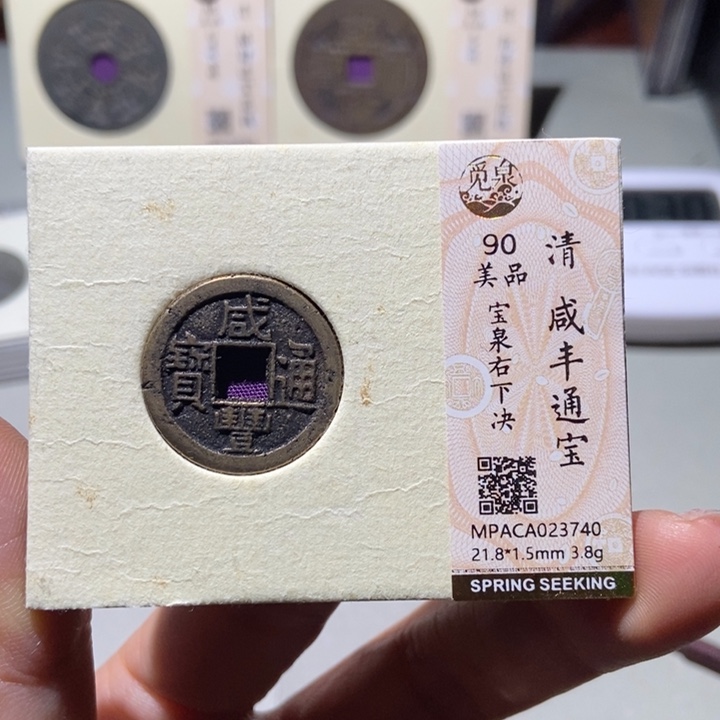 咸
豐
通
寶
觅泉
清 咸丰通宝
90
美品
宝泉右下决
MPACA023740
21.8*1.5mm 3.8g
SPRING SEEKING